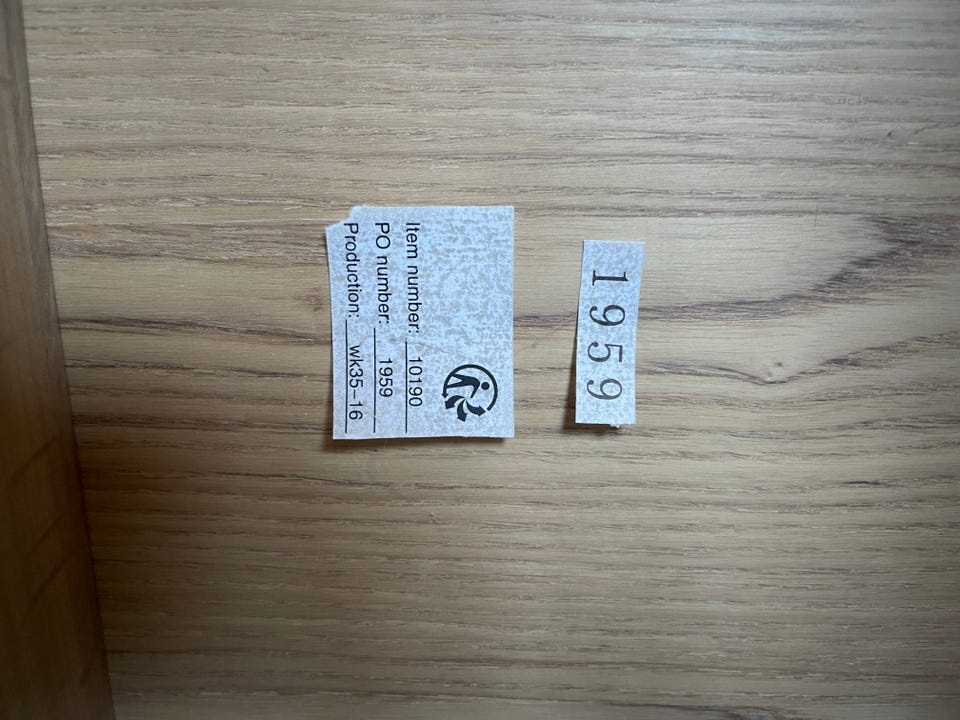 Item number: 10190
PO number: 1959
Production: wk35-16
1959